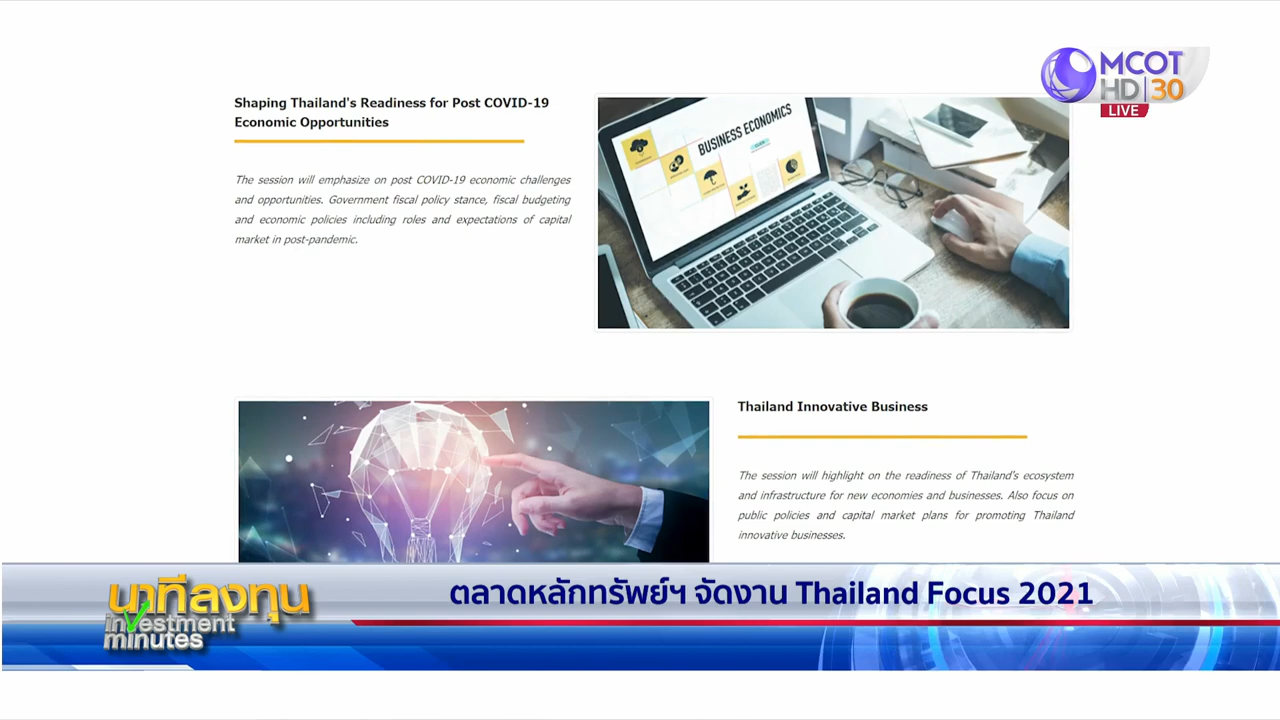 MCOT
HD 30
LIVE
Shaping Thailand's Readiness for Post COVID-19
Economic Opportunities
The session will emphasize on post COVID-19 economic challenges
and opportunities. Government fiscal policy stance, fiscal budgeting
and economic policies including roles and expectations of capital
market in post-pandemic.
BUSINESS ECONOMICS
Thailand Innovative Business
The session will highlight on the readiness of Thailand's ecosystem
and infrastructure for new economies and businesses. Also focus on
public policies and capital market plans for promoting Thailand
innovative businesses.
นาทีลงทุน
investment
minutes
ตลาดหลักทรัพย์ฯ จัดงาน Thailand Focus 2021